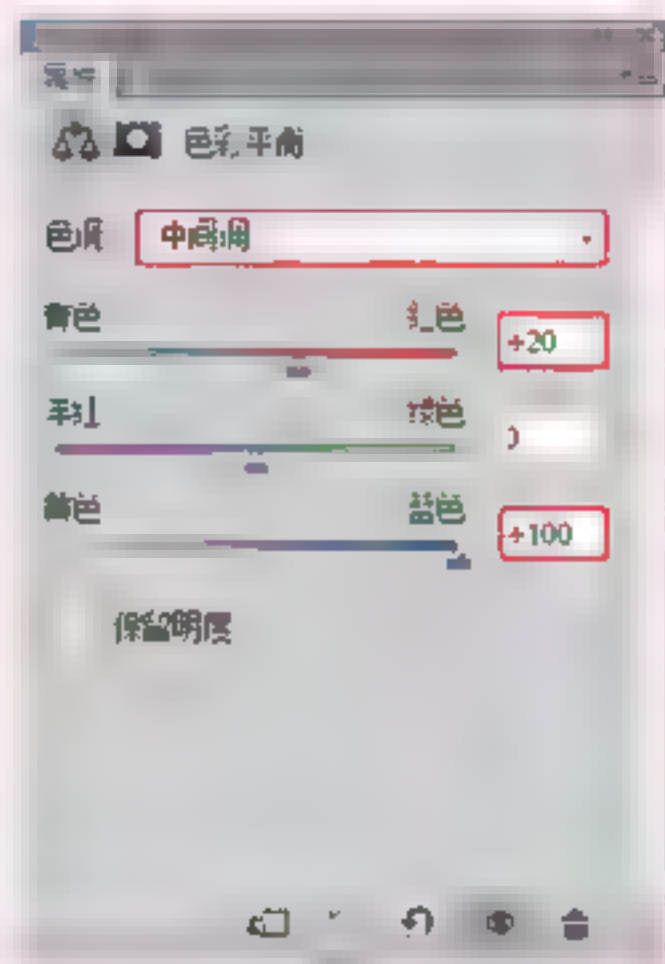 色彩 平衡
色调 中间调
青色 红色 +20
洋红 绿色 0
黄色 蓝色 +100
保留明度